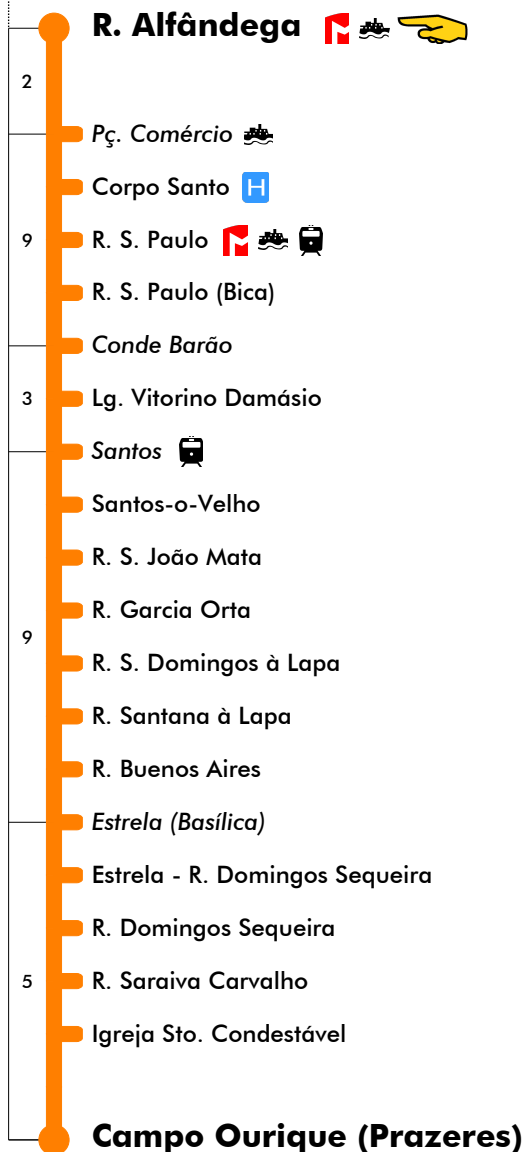 R. Alfândega
2
Pç. Comércio
Corpo Santo H
9 R. S. Paulo
R. S. Paulo (Bica)
Conde Barão
3 Lg. Vitorino Damásio
Santos
Santos-o-Velho
R. S. João Mata
R. Garcia Orta
9
R. S. Domingos à Lapa
R. Santana à Lapa
R. Buenos Aires
Estrela (Basílica)
Estrela - R. Domingos Sequeira
R. Domingos Sequeira
5 R. Saraiva Carvalho
Igreja Sto. Condestável
Campo Ourique (Prazeres)